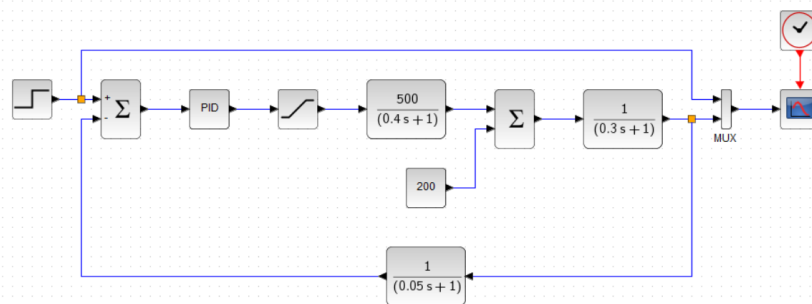 +
-
Σ
PID
500
(0.4 s + 1)
Σ
1
(0.3 s + 1)
MUX
200
1
(0.05 s + 1)